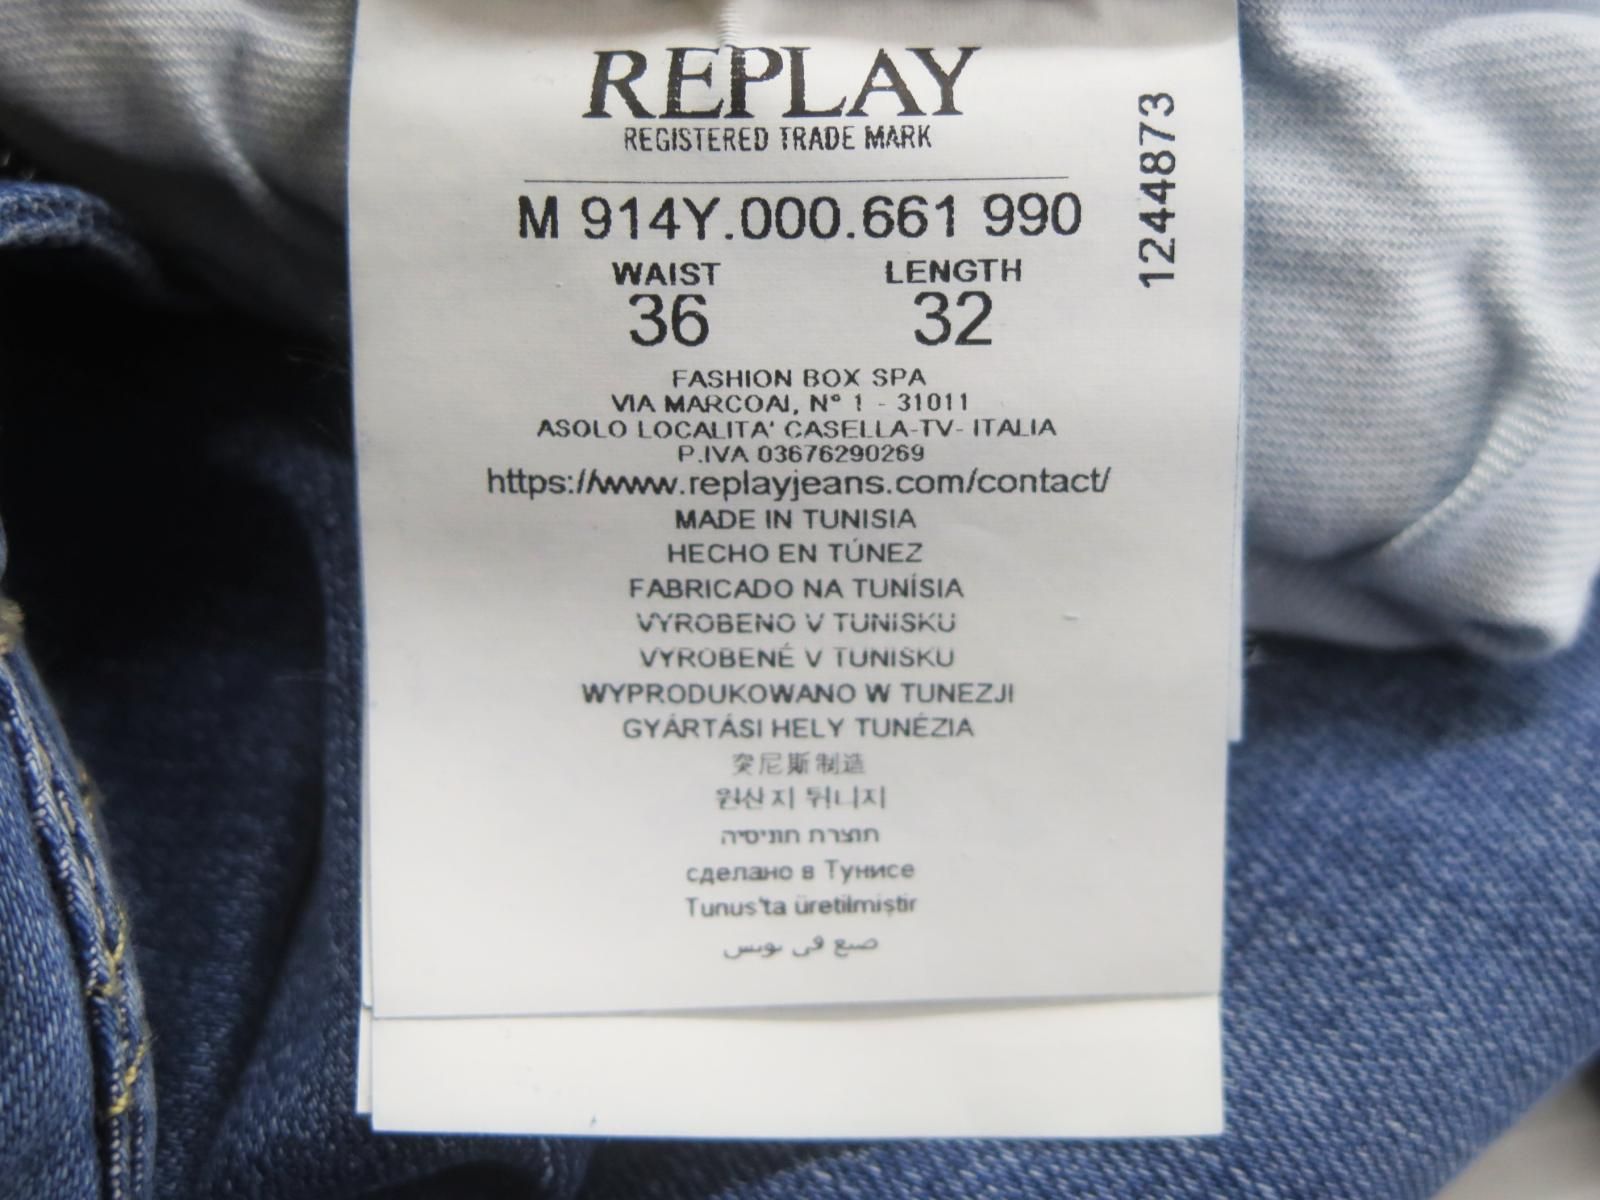 REPLAY
REGISTERED TRADE MARK
M 914Y.000.661 990
WAIST LENGTH
36 32
FASHION BOX SPA
VIA MARCOAI, N° 1 - 31011
ASOLO LOCALITA' CASELLA-TV- ITALIA
P.IVA 03676290269
https://www.replayjeans.com/contact/
MADE IN TUNISIA
HECHO EN TÚNEZ
FABRICADO NA TUNÍSIA
VYROBENO V TUNISKU
VYROBENÉ V TUNISKU
WYPRODUKOWANO W TUNEZJI
GYÁRTÁSI HELY TUNÉZIA
突尼斯制造
원산지 튀니지
תוצרת תוניסיה
сделано в Тунисе
Tunus'ta üretilmiştir
صنع في تونس
1244873